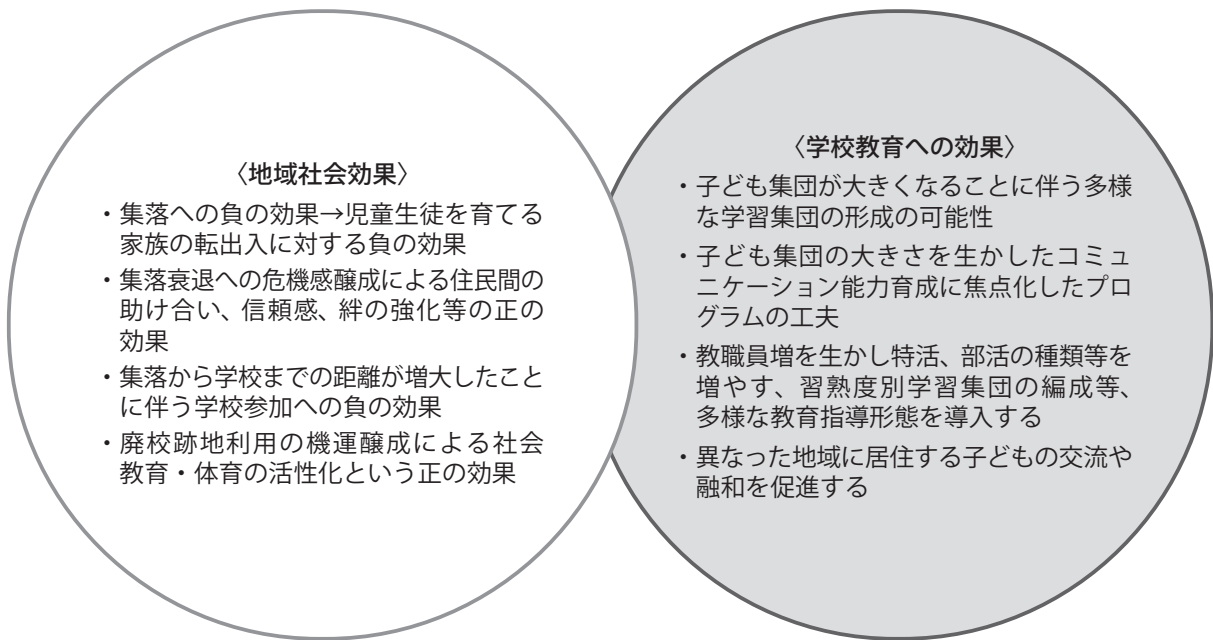 〈地域社会効果〉
・集落への負の効果→児童生徒を育てる
家族の転出入に対する負の効果
・集落衰退への危機感醸成による住民間の
助け合い、信頼感、絆の強化等の正の
効果
・集落から学校までの距離が増大したこと
に伴う学校参加への負の効果
・廃校跡地利用の機運醸成による社会
教育・体育の活性化という正の効果
〈学校教育への効果〉
・子ども集団が大きくなることに伴う多様
な学習集団の形成の可能性
・子ども集団の大きさを生かしたコミュ
ニケーション能力育成に焦点化したプロ
グラムの工夫
・教職員増を生かし特活、部活の種類等を
増やす、習熟度別学習集団の編成等、
多様な教育指導形態を導入する
・異なった地域に居住する子どもの交流や
融和を促進する